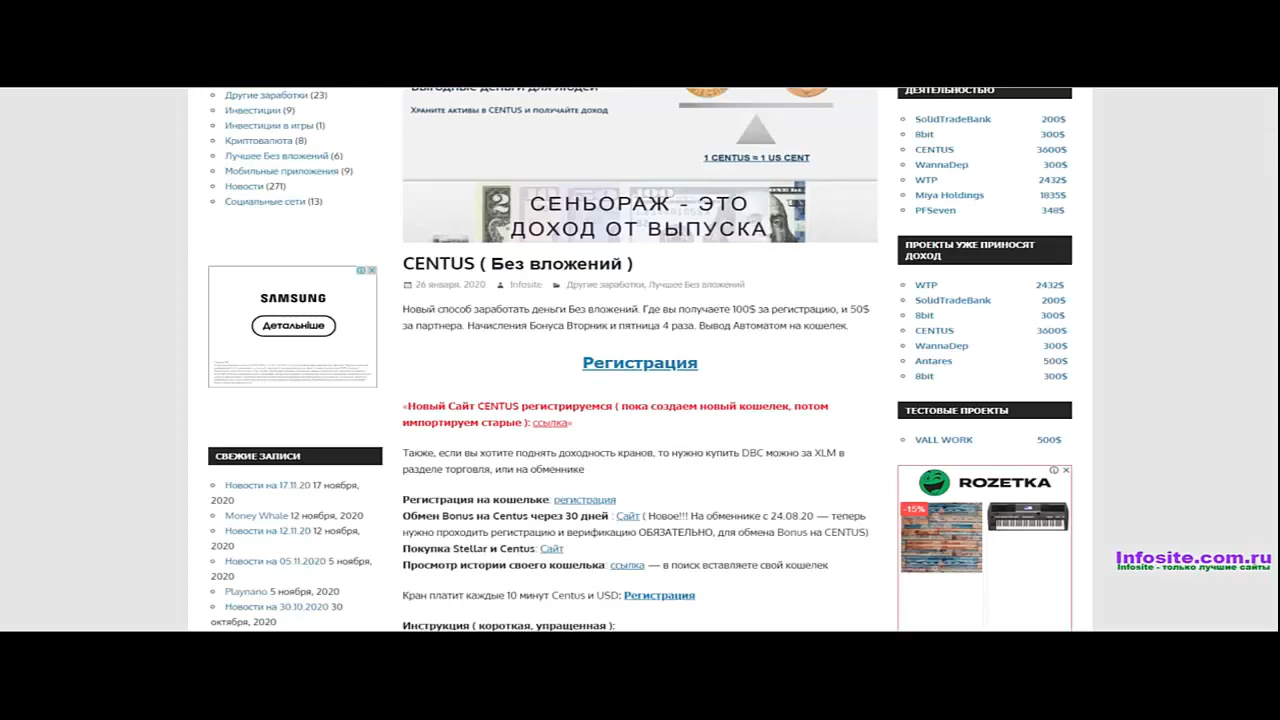 Другие заработки (23)
Инвестиции (9)
Инвестиции в игры (1)
Криптовалюта (8)
Лучшее Без вложений (6)
Мобильные приложения (9)
Новости (271)
Социальные сети (13)
SAMSUNG
Детальніше
СВЕЖИЕ ЗАПИСИ
Новости на 17.11.20 17 ноября,
2020
Money Whale 12 ноября, 2020
Новости на 12.11.20 12 ноября,
2020
Новости на 05.11.2020 5 ноября,
2020
Playnano 5 ноября, 2020
Новости на 30.10.2020 30
октября, 2020
Выгодные деньги для людей
Храните активы в CENTUS и получайте доход
1 CENTUS ≈ 1 US CENT
СЕНЬОРАЖ - ЭТО
ДОХОД ОТ ВЫПУСКА
CENTUS ( Без вложений )
26 января, 2020 Infosite Другие заработки, Лучшее Без вложений
Новый способ заработать деньги Без вложений. Где вы получаете 100$ за регистрацию, и 50$
за партнера. Начисления Бонуса Вторник и пятница 4 раза. Вывод Автоматом на кошелек.
Регистрация
«Новый Сайт CENTUS регистрируемся ( пока создаем новый кошелек, потом
импортируем старые ): ссылка»
Также, если вы хотите поднять доходность кранов, то нужно купить DBC можно за XLM в
разделе торговля, или на обменнике
Регистрация на кошельке: регистрация
Обмен Bonus на Centus через 30 дней : Сайт ( Новое!!! На обменнике с 24.08.20 — теперь
нужно проходить регистрацию и верификацию ОБЯЗАТЕЛЬНО, для обмена Bonus на CENTUS)
Покупка Stellar и Centus: Сайт
Просмотр истории своего кошелька: ссылка — в поиск вставляете свой кошелек
Кран платит каждые 10 минут Centus и USD: Регистрация
Инструкция ( короткая, упращенная ):
ДЕЯТЕЛЬНОСТЬЮ
SolidTradeBank 200$
8bit 300$
CENTUS 3600$
WannaDep 300$
WTP 2432$
Miya Holdings 1835$
PFSeven 348$
ПРОЕКТЫ УЖЕ ПРИНОСЯТ
ДОХОД
WTP 2432$
SolidTradeBank 200$
8bit 300$
CENTUS 3600$
WannaDep 300$
Antares 500$
8bit 300$
ТЕСТОВЫЕ ПРОЕКТЫ
VALL WORK 500$
ROZETKA
-15%
Infosite.com.ru
Infosite - только лучшие сайты